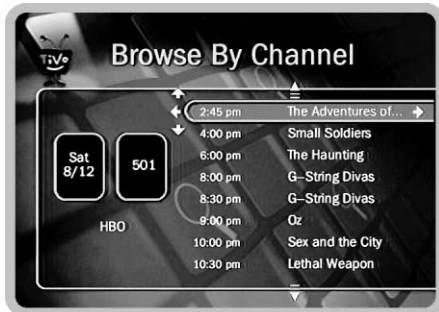 TiVo
Browse By Channel
2:45 pm The Adventures of...
4:00 pm Small Soldiers
6:00 pm The Haunting
8:00 pm G–String Divas
8:30 pm G–String Divas
9:00 pm Oz
10:00 pm Sex and the City
10:30 pm Lethal Weapon
Sat
8/12
501
HBO